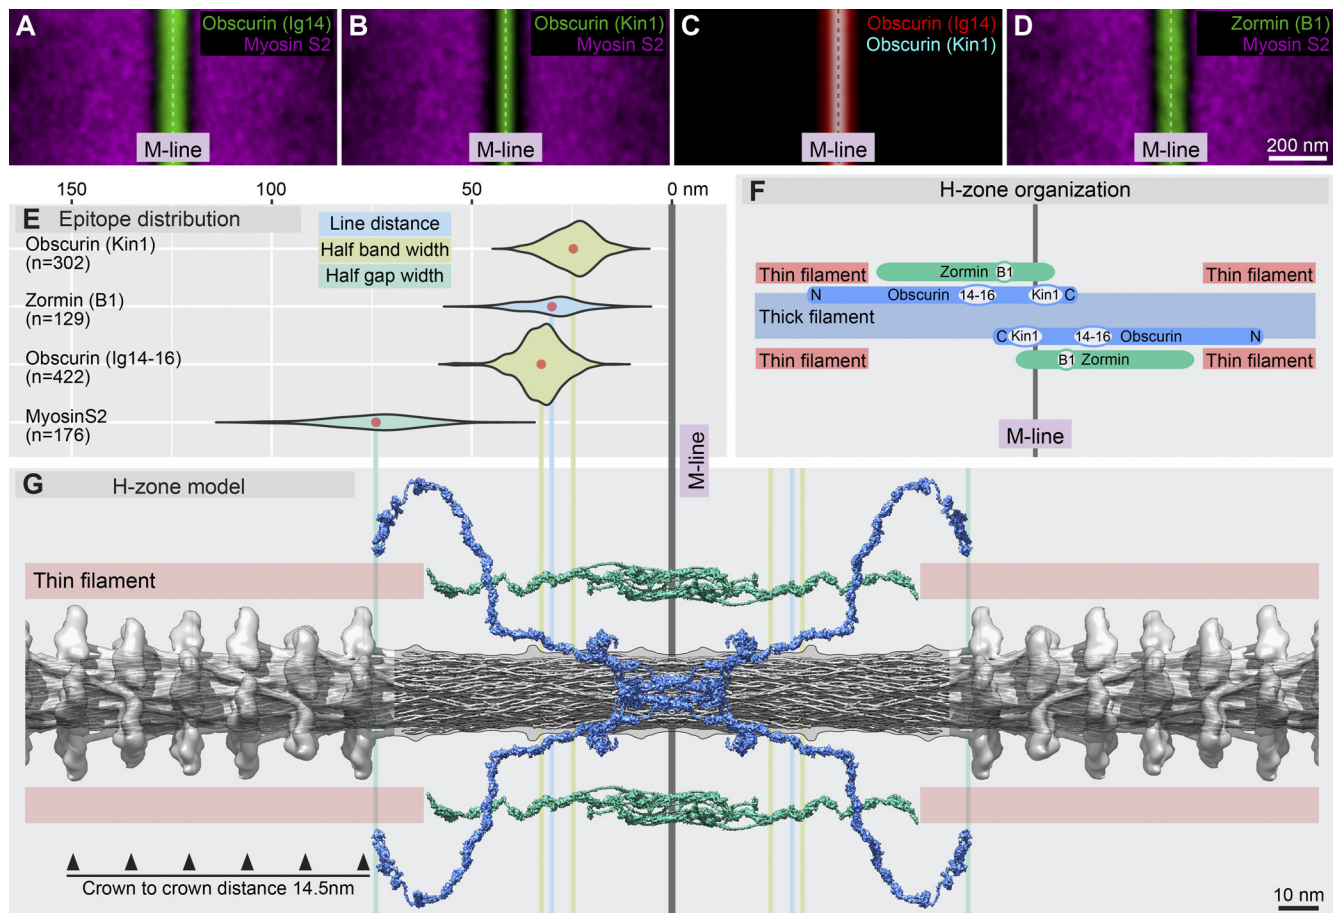 A
Obscurin (Ig14)
Myosin S2
M-line
B
Obscurin (Kin1)
Myosin S2
M-line
C
Obscurin (Ig14)
Obscurin (Kin1)
M-line
D
Zormin (B1)
Myosin S2
M-line
200 nm
150
100
50
0 nm
E
Epitope distribution
Line distance
Half band width
Half gap width
Obscurin (Kin1)
(n=302)
Zormin (B1)
(n=129)
Obscurin (Ig14-16)
(n=422)
MyosinS2
(n=176)
M-line
F
H-zone organization
Thin filament
Zormin
B1
Thin filament
N
Obscurin
14-16
Kin1
C
Thick filament
C
Kin1
14-16
Obscurin
N
Thin filament
B1
Zormin
Thin filament
M-line
G
H-zone model
Thin filament
Crown to crown distance 14.5nm
10 nm